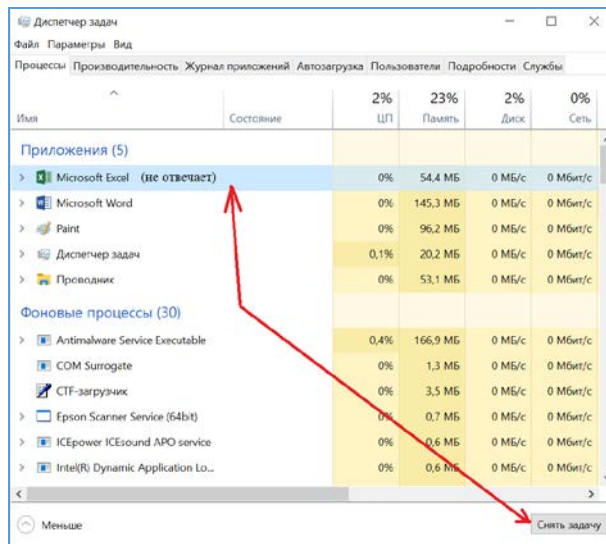 Диспетчер задач
Файл Параметры Вид
Процессы Производительность Журнал приложений Автозагрузка Пользователи Подробности Службы
2% 23% 2% 0%
Имя Состояние ЦП Память Диск Сеть
Приложения (5)
Microsoft Excel (не отвечает) 0% 54,4 МБ 0 МБ/с 0 Мбит/с
Microsoft Word 0% 145,3 МБ 0 МБ/с 0 Мбит/с
Paint 0% 96,2 МБ 0 МБ/с 0 Мбит/с
Диспетчер задач 0,1% 20,2 МБ 0 МБ/с 0 Мбит/с
Проводник 0% 53,1 МБ 0 МБ/с 0 Мбит/с
Фоновые процессы (30)
Antimalware Service Executable 0,4% 166,9 МБ 0 МБ/с 0 Мбит/с
COM Surrogate 0% 1,3 МБ 0 МБ/с 0 Мбит/с
CTF-загрузчик 0% 3,5 МБ 0 МБ/с 0 Мбит/с
Epson Scanner Service (64bit) 0% 0,7 МБ 0 МБ/с 0 Мбит/с
ICEpower ICEsound APO service 0% 0,6 МБ 0 МБ/с 0 Мбит/с
Intel(R) Dynamic Application Lo... 0% 0,6 МБ 0 МБ/с 0 Мбит/с
Меньше Снять задачу